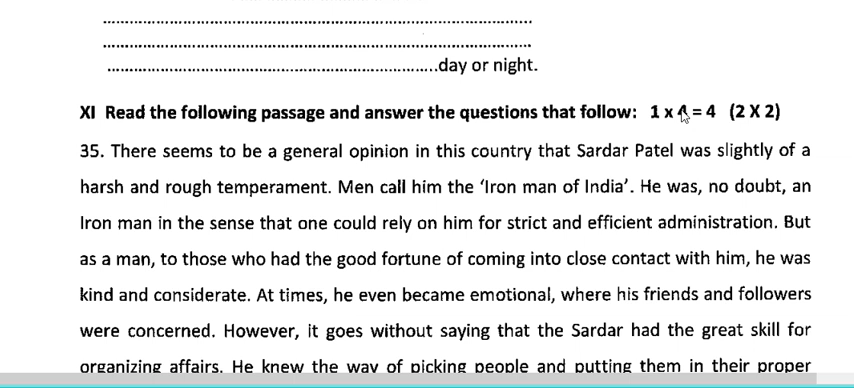 ........................................................................................
........................................................................................
....................................................................day or night.
XI Read the following passage and answer the questions that follow: 1 x 4 = 4 (2 X 2)
35. There seems to be a general opinion in this country that Sardar Patel was slightly of a
harsh and rough temperament. Men call him the ‘Iron man of India’. He was, no doubt, an
Iron man in the sense that one could rely on him for strict and efficient administration. But
as a man, to those who had the good fortune of coming into close contact with him, he was
kind and considerate. At times, he even became emotional, where his friends and followers
were concerned. However, it goes without saying that the Sardar had the great skill for
organizing affairs. He knew the way of picking people and putting them in their proper